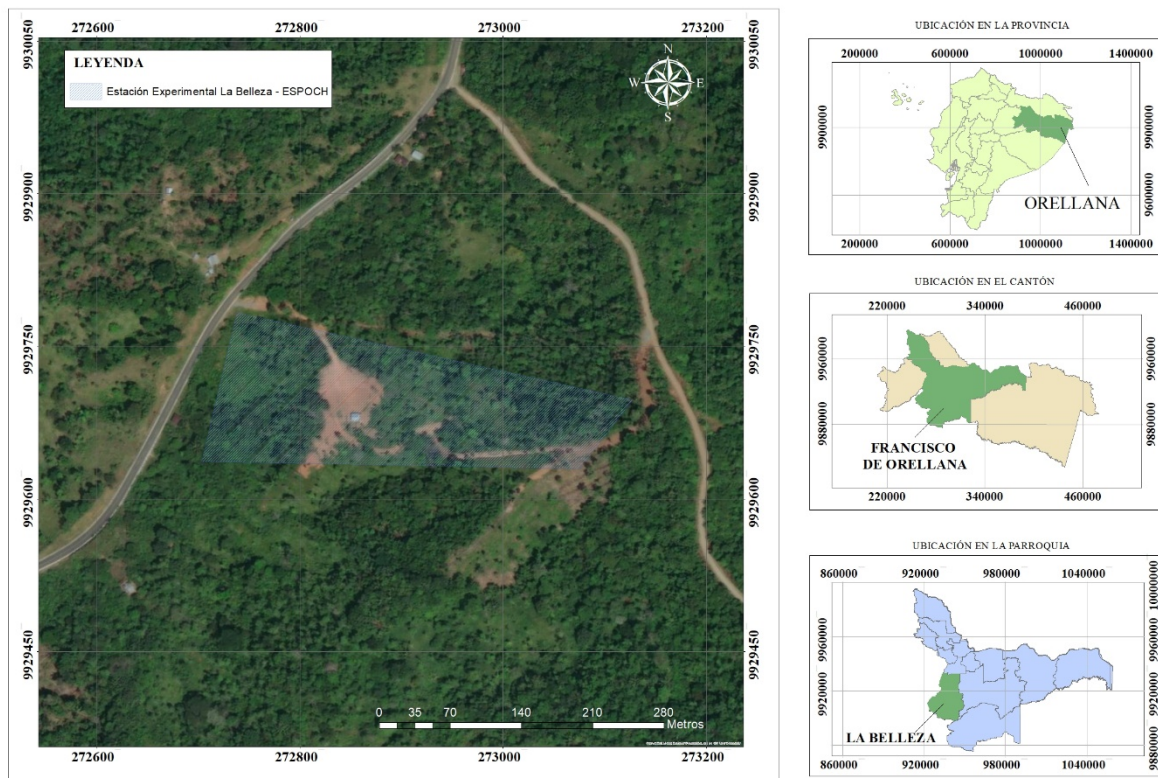 272600 272800 273000 273200
9930050 9930050
LEYENDA
Estación Experimental La Belleza - ESPOCH
N
W E
S
9929900 9929900
9929750 9929750
9929600 9929600
9929450 9929450
0 35 70 140 210 280
Metros
272600 272800 273000 273200
UBICACIÓN EN LA PROVINCIA
200000 600000 1000000 1400000
9900000 9900000
9600000 9600000
ORELLANA
200000 600000 1000000 1400000
UBICACIÓN EN EL CANTÓN
220000 340000 460000
9960000 9960000
9880000 9880000
FRANCISCO
DE ORELLANA
220000 340000 460000
UBICACIÓN EN LA PARROQUIA
860000 920000 980000 1040000
10000000
9960000 9960000
9920000 9920000
LA BELLEZA
9880000 9880000
860000 920000 980000 1040000